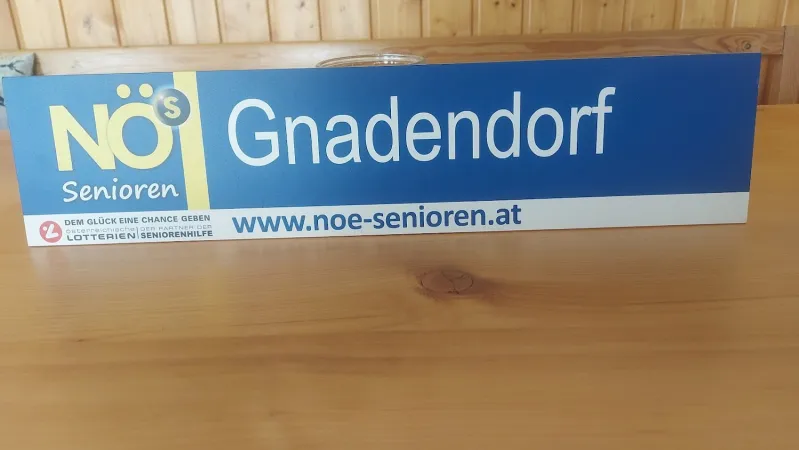 NÖ S
Senioren
Gnadendorf
DEM GLÜCK EINE CHANCE GEBEN
österreichische LOTTERIEN
DER PARTNER DER SENIORENHILFE
www.noe-senioren.at